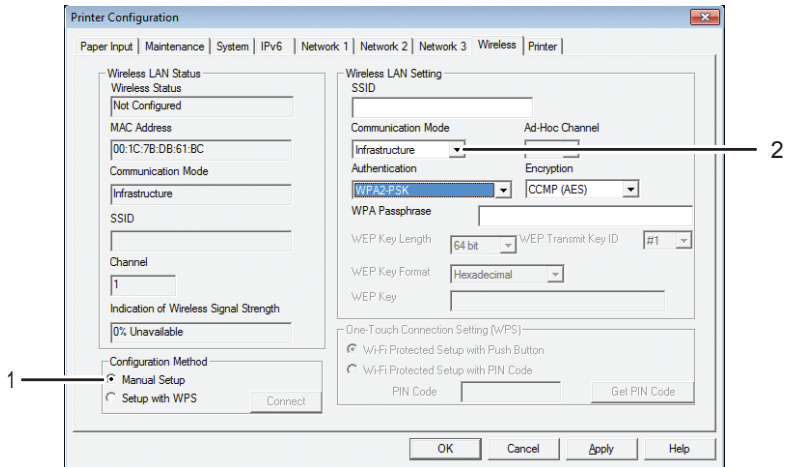 Printer Configuration
Paper Input Maintenance System IPv6 Network 1 Network 2 Network 3 Wireless Printer
Wireless LAN Status
Wireless Status
Not Configured
MAC Address
00:1C:7B:DB:61:BC
Communication Mode
Infrastructure
SSID
Channel
1
Indication of Wireless Signal Strength
0% Unavailable
Configuration Method
1
Manual Setup
Setup with WPS
Connect
Wireless LAN Setting
SSID
Communication Mode Ad-Hoc Channel
Infrastructure
2
Authentication Encryption
WPA2-PSK CCMP (AES)
WPA Passphrase
WEP Key Length 64 bit WEP Transmit Key ID #1
WEP Key Format Hexadecimal
WEP Key
One-Touch Connection Setting (WPS)
Wi-Fi Protected Setup with Push Button
Wi-Fi Protected Setup with PIN Code
PIN Code Get PIN Code
OK Cancel Apply Help